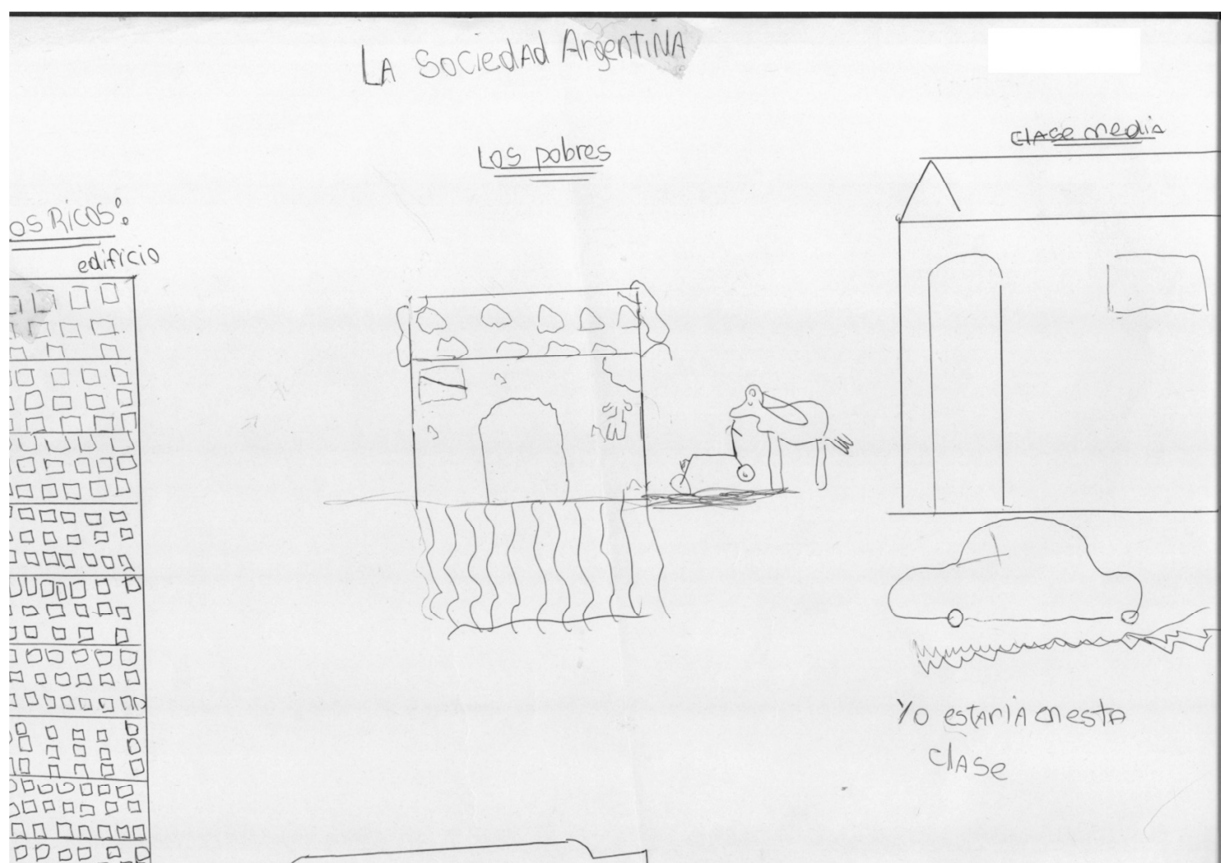 LA Sociedad Argentina
Los pobres
clase media
os Ricos:
edificio
Yo estaria en esta
clase